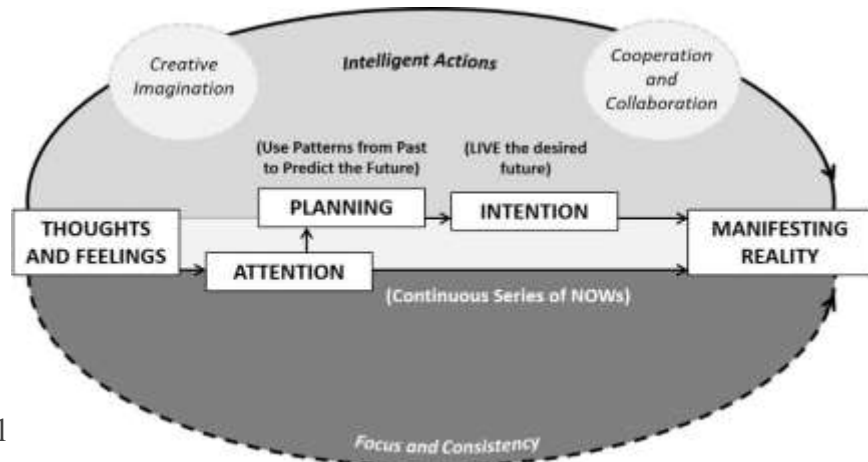 Creative
Imagination
Intelligent Actions
Cooperation
and
Collaboration
(Use Patterns from Past
to Predict the Future)
(LIVE the desired
future)
PLANNING
INTENTION
THOUGHTS
AND FEELINGS
MANIFESTING
REALITY
ATTENTION
(Continuous Series of NOWs)
Focus and Consistency